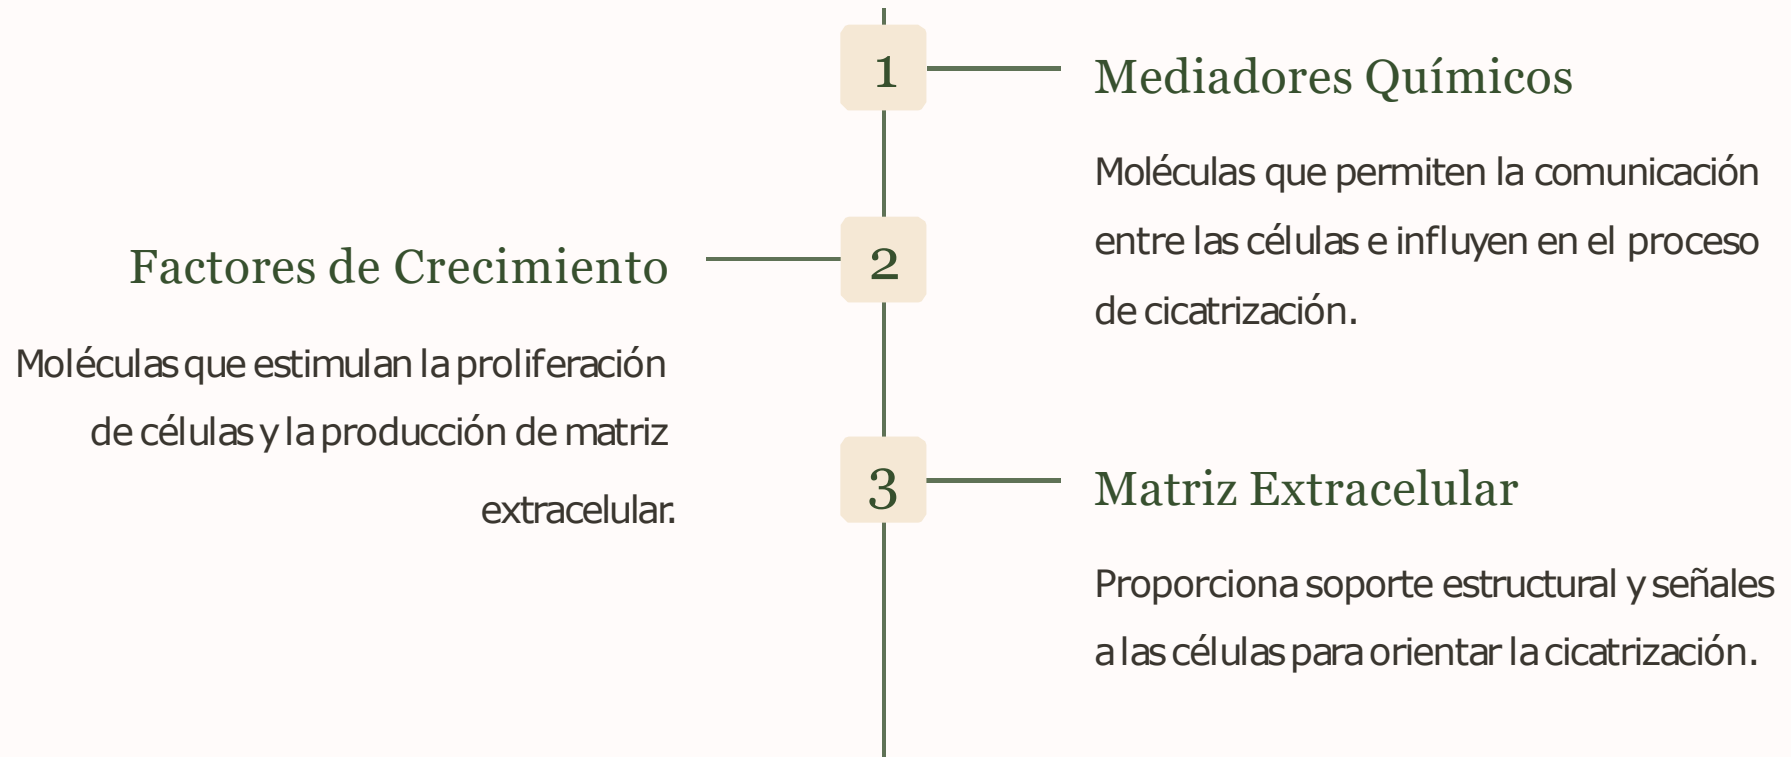 1
Mediadores Químicos
Moléculas que permiten la comunicación
entre las células e influyen en el proceso
de cicatrización.
2
Factores de Crecimiento
Moléculas que estimulan la proliferación
de células y la producción de matriz
extracelular.
3
Matriz Extracelular
Proporciona soporte estructural y señales
a las células para orientar la cicatrización.